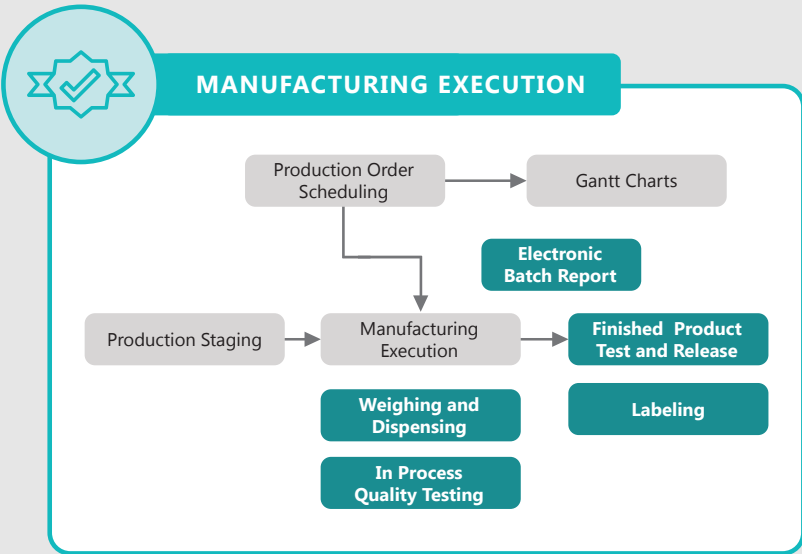 MANUFACTURING EXECUTION
Production Order
Scheduling
Gantt Charts
Electronic
Batch Report
Production Staging
Manufacturing
Execution
Finished  Product
Test and Release
Weighing and
Dispensing
Labeling
In Process
Quality Testing